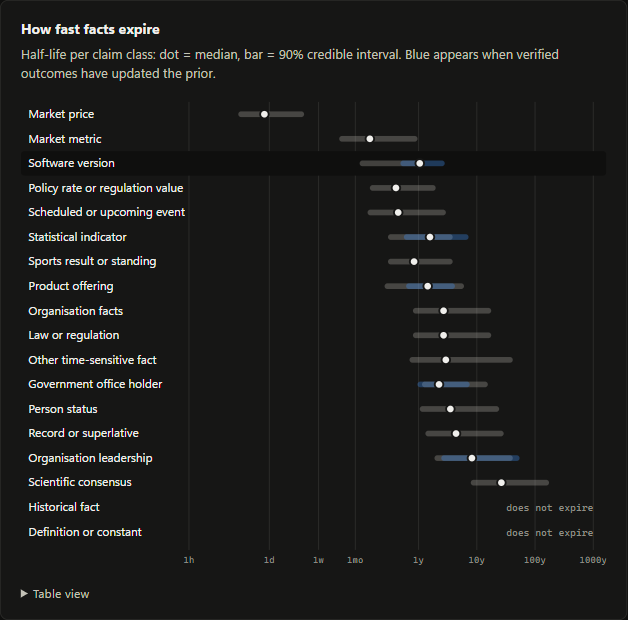 How fast facts expire
Half-life per claim class: dot = median, bar = 90% credible interval. Blue appears when verified
outcomes have updated the prior.
Market price
Market metric
Software version
Policy rate or regulation value
Scheduled or upcoming event
Statistical indicator
Sports result or standing
Product offering
Organisation facts
Law or regulation
Other time-sensitive fact
Government office holder
Person status
Record or superlative
Organisation leadership
Scientific consensus
Historical fact does not expire
Definition or constant does not expire
1h 1d 1w 1mo 1y 10y 100y 1000y
Table view